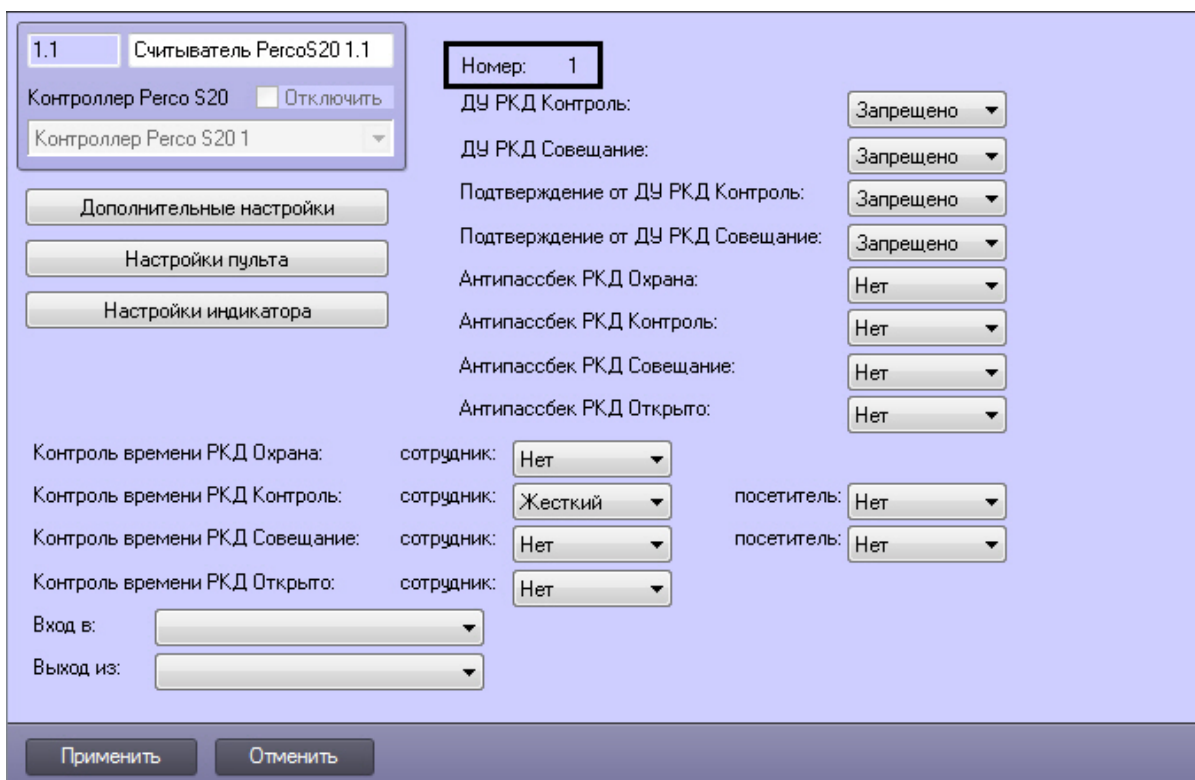 1.1 Считыватель PercoS20 1.1
Контроллер Perco S20 Отключить
Контроллер Perco S20 1
Дополнительные настройки
Настройки пульта
Настройки индикатора
Номер: 1
ДУ РКД Контроль: Запрещено
ДУ РКД Совещание: Запрещено
Подтверждение от ДУ РКД Контроль: Запрещено
Подтверждение от ДУ РКД Совещание: Запрещено
Антипассбек РКД Охрана: Нет
Антипассбек РКД Контроль: Нет
Антипассбек РКД Совещание: Нет
Антипассбек РКД Открыто: Нет
Контроль времени РКД Охрана: сотрудник: Нет
Контроль времени РКД Контроль: сотрудник: Жесткий посетитель: Нет
Контроль времени РКД Совещание: сотрудник: Нет посетитель: Нет
Контроль времени РКД Открыто: сотрудник: Нет
Вход в:
Выход из:
Применить Отменить